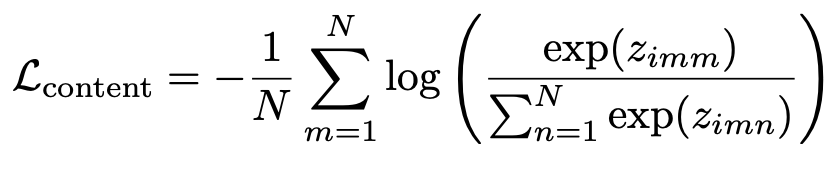 $\mathcal{L}_{\text{content}} = -\frac{1}{N} \sum_{m=1}^{N} \log \left( \frac{\exp(z_{imm})}{\sum_{n=1}^{N} \exp(z_{imn})} \right)$